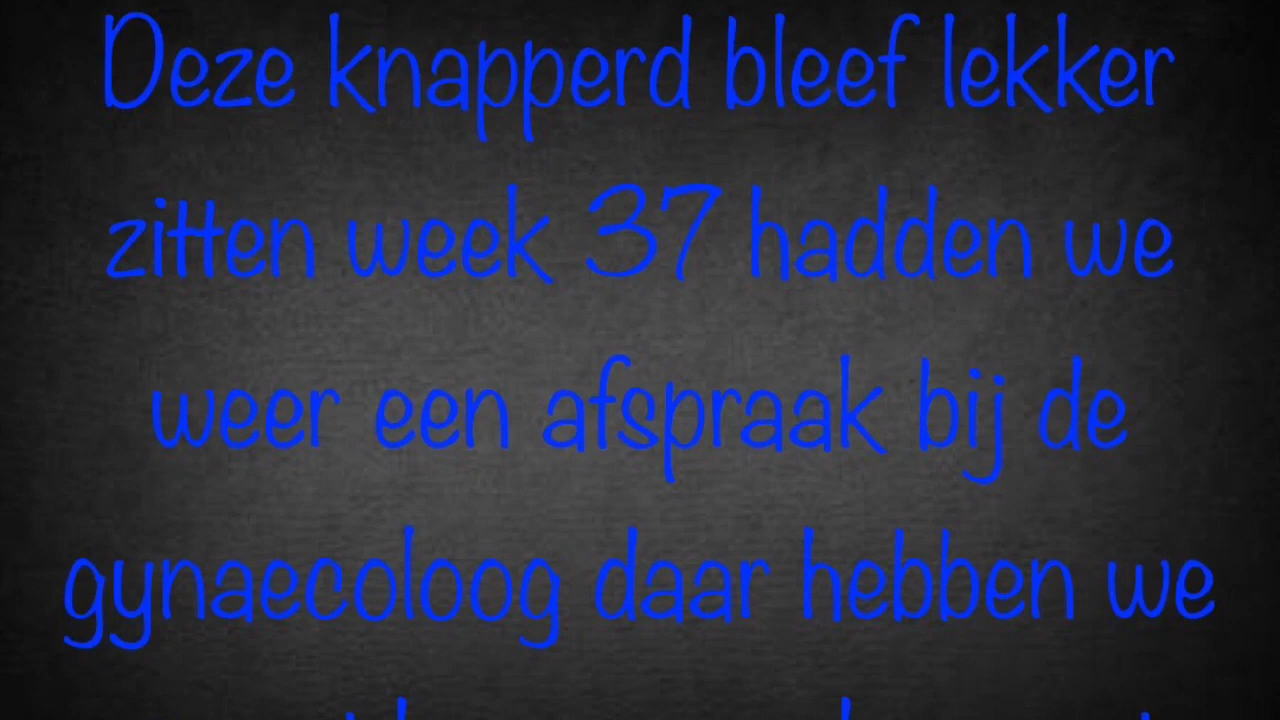 Deze knapperd bleef lekker
zitten week 37 hadden we
weer een afspraak bij de
gynaecoloog daar hebben we